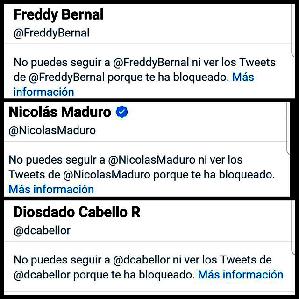 Freddy Bernal
@FreddyBernal
No puedes seguir a @FreddyBernal ni ver los Tweets
de @FreddyBernal porque te ha bloqueado. Más
información
Nicolás Maduro
@NicolasMaduro
No puedes seguir a @NicolasMaduro ni ver los
Tweets de @NicolasMaduro porque te ha bloqueado.
Más información
Diosdado Cabello R
@dcabellor
No puedes seguir a @dcabellor ni ver los Tweets de
@dcabellor porque te ha bloqueado. Más información